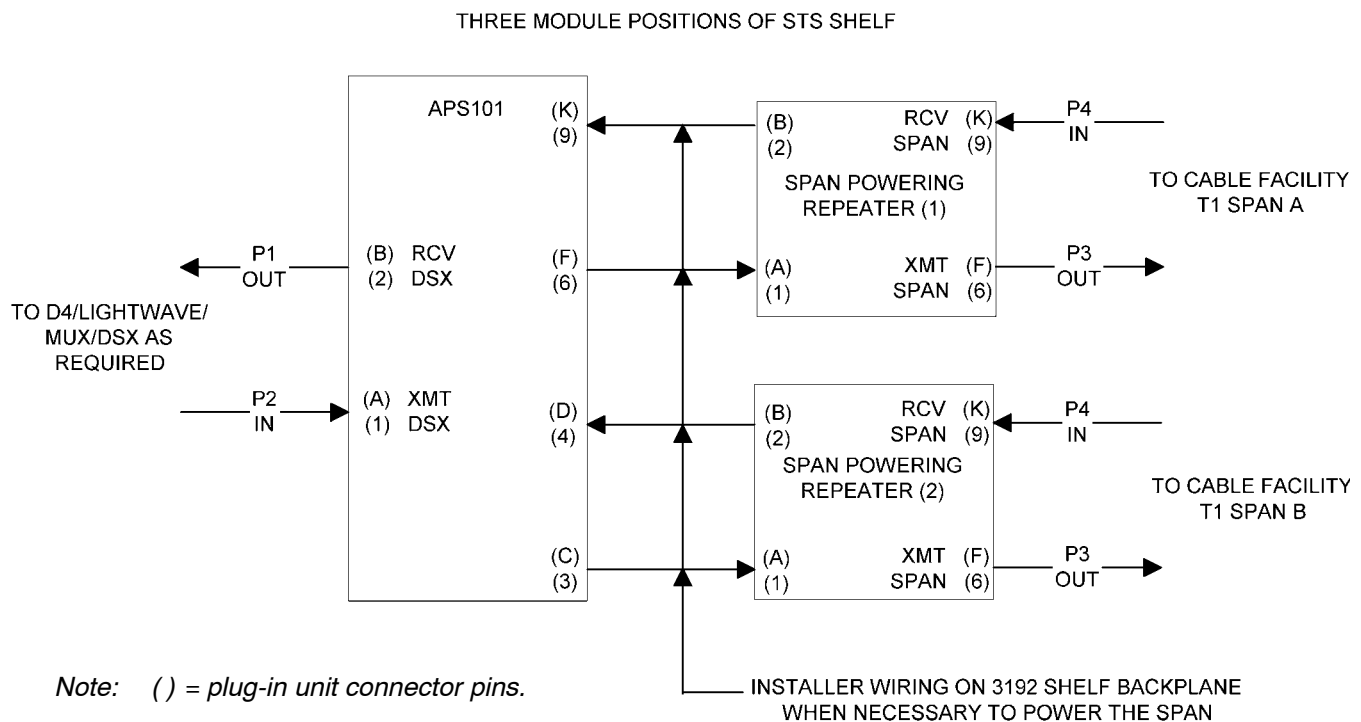 THREE MODULE POSITIONS OF STS SHELF
APS101
(K)
(9)
(B) RCV
(2) DSX
(F)
(6)
(A) XMT
(1) DSX
(D)
(4)
(C)
(3)
P1
OUT
TO D4/LIGHTWAVE/
MUX/DSX AS
REQUIRED
P2
IN
(B)
(2)
RCV (K)
SPAN (9)
SPAN POWERING
REPEATER (1)
(A)
(1)
XMT (F)
SPAN (6)
P4
IN
TO CABLE FACILITY
T1 SPAN A
P3
OUT
(B)
(2)
RCV (K)
SPAN (9)
SPAN POWERING
REPEATER (2)
(A)
(1)
XMT (F)
SPAN (6)
P4
IN
TO CABLE FACILITY
T1 SPAN B
P3
OUT
Note: ( ) = plug-in unit connector pins.
INSTALLER WIRING ON 3192 SHELF BACKPLANE
WHEN NECESSARY TO POWER THE SPAN